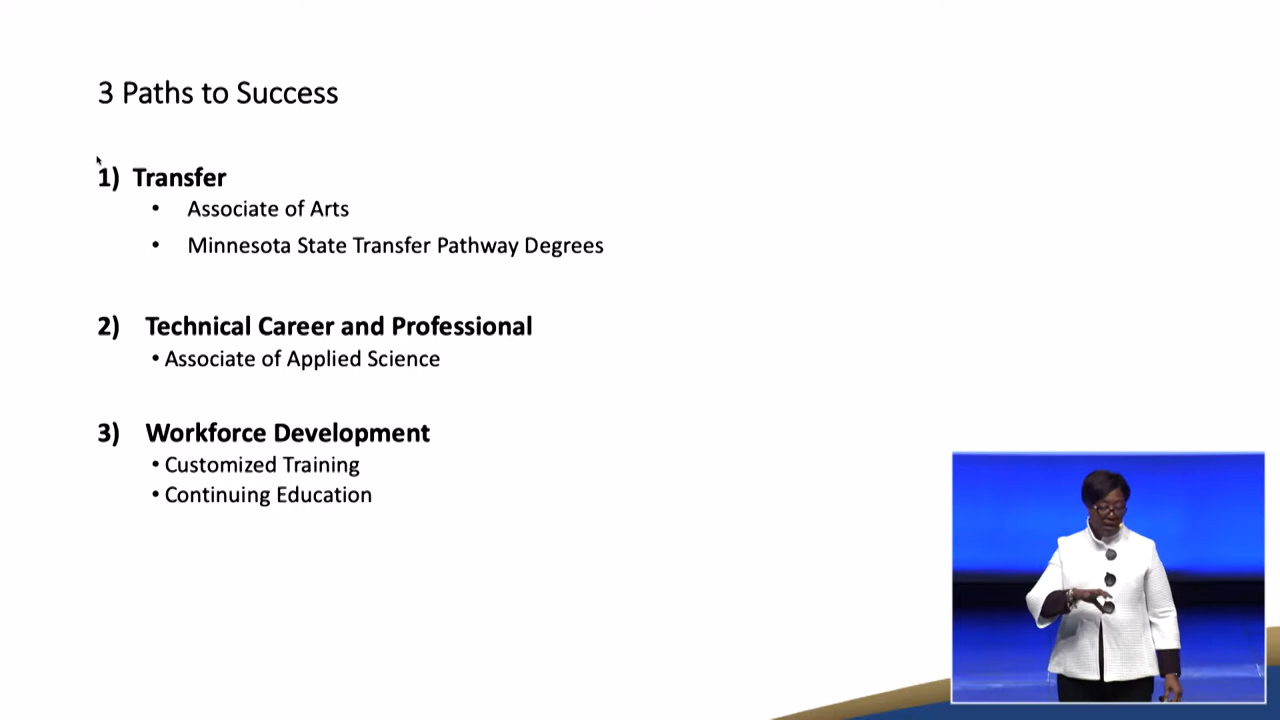 3 Paths to Success
1) Transfer
• Associate of Arts
• Minnesota State Transfer Pathway Degrees
2) Technical Career and Professional
• Associate of Applied Science
3) Workforce Development
• Customized Training
• Continuing Education